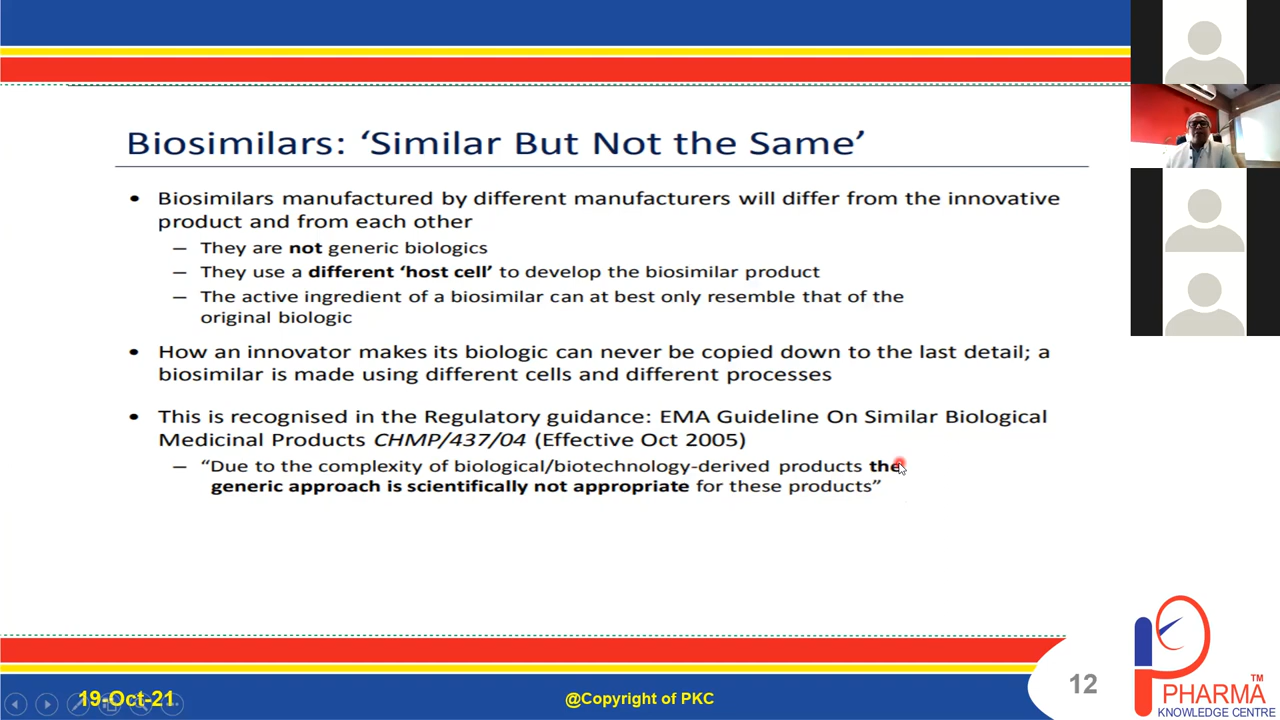 Biosimilars: ‘Similar But Not the Same’
• Biosimilars manufactured by different manufacturers will differ from the innovative
product and from each other
– They are not generic biologics
– They use a different ‘host cell’ to develop the biosimilar product
– The active ingredient of a biosimilar can at best only resemble that of the
original biologic
• How an innovator makes its biologic can never be copied down to the last detail; a
biosimilar is made using different cells and different processes
• This is recognised in the Regulatory guidance: EMA Guideline On Similar Biological
Medicinal Products CHMP/437/04 (Effective Oct 2005)
– “Due to the complexity of biological/biotechnology-derived products the
generic approach is scientifically not appropriate for these products”
19-Oct-21
@Copyright of PKC
12
PHARMA™
KNOWLEDGE CENTRE